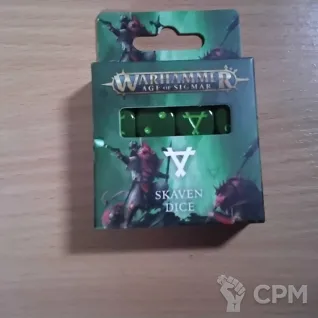 WARHAMMER
AGE OF SIGMAR
SKAVEN
DICE
CPM